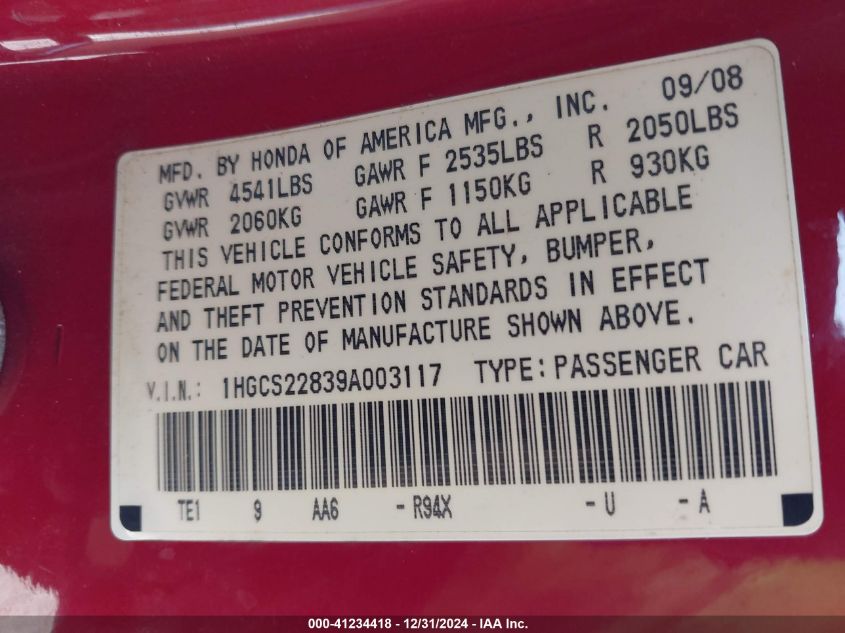 MFD. BY HONDA OF AMERICA MFG., INC. 09/08
GVWR 4541LBS GAWR F 2535LBS R 2050LBS
GVWR 2060KG GAWR F 1150KG R 930KG
THIS VEHICLE CONFORMS TO ALL APPLICABLE
FEDERAL MOTOR VEHICLE SAFETY, BUMPER,
AND THEFT PREVENTION STANDARDS IN EFFECT
ON THE DATE OF MANUFACTURE SHOWN ABOVE.
V.I.N.: 1HGCS22839A003117 TYPE: PASSENGER CAR
TE1 9 AA6 - R94X - U - A
000-41234418 - 12/31/2024 - IAA Inc.